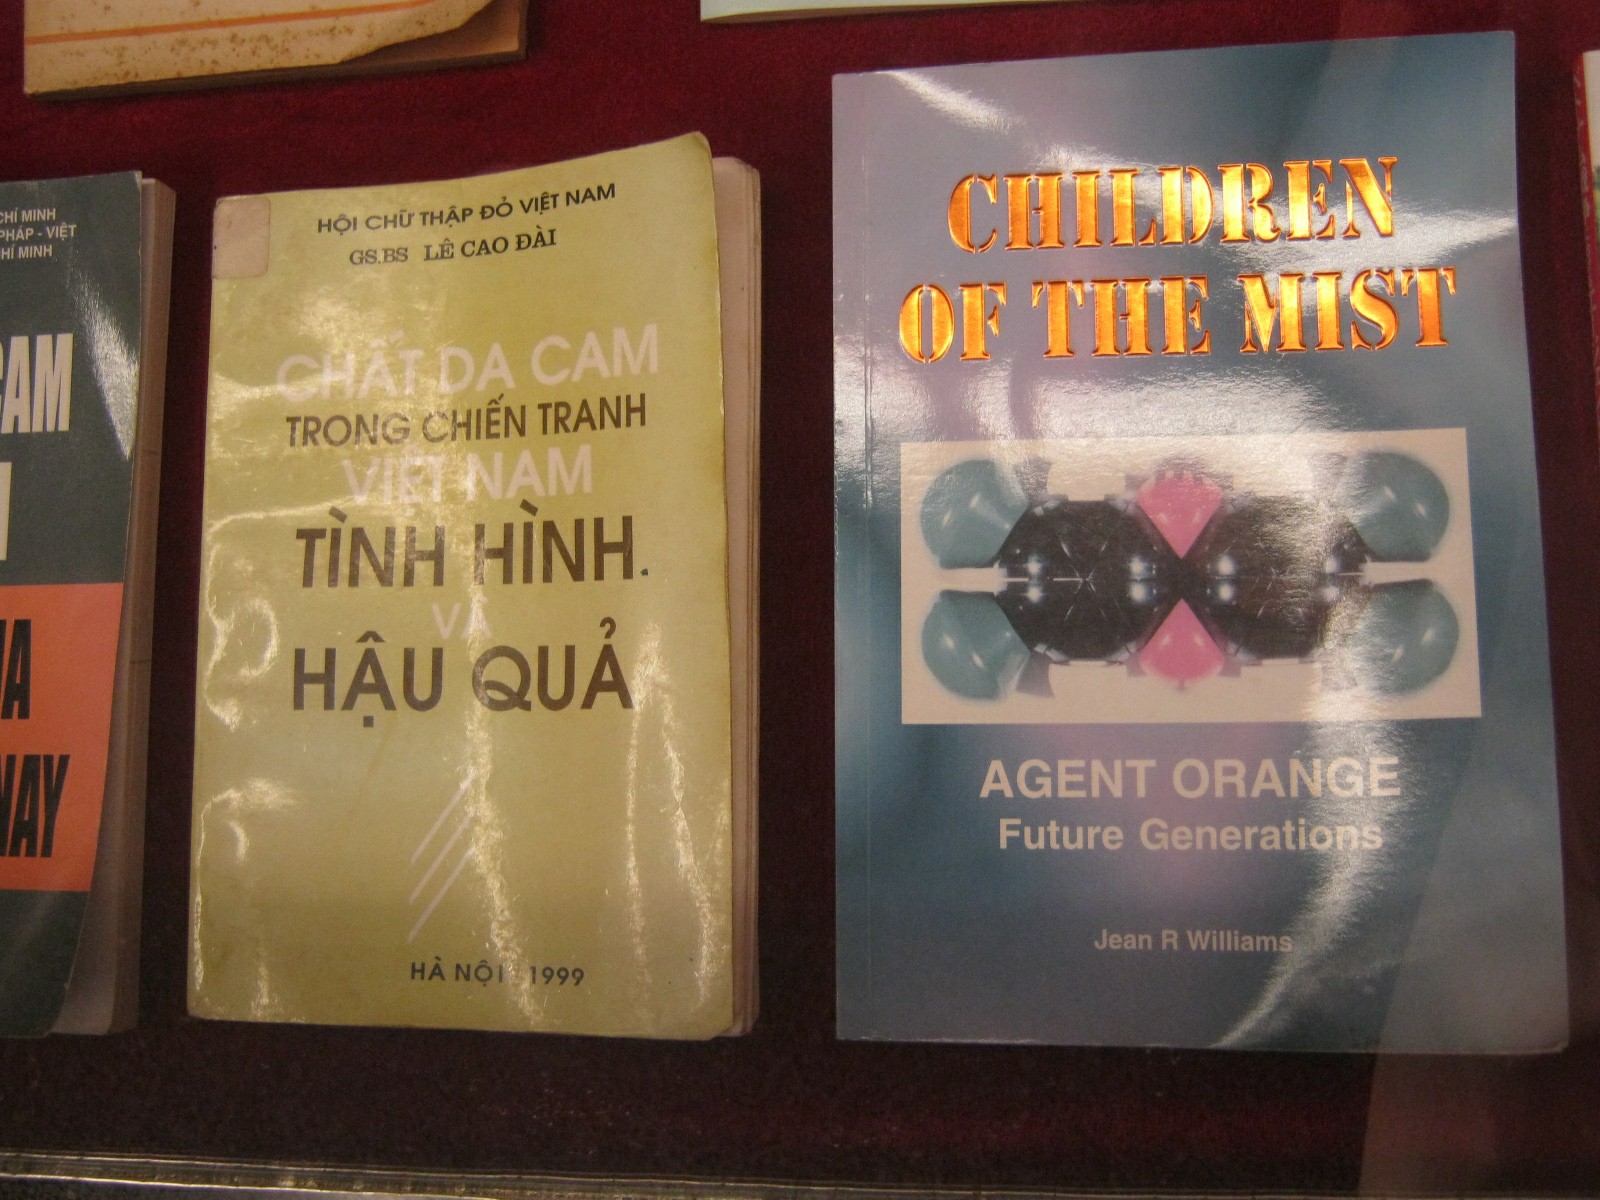 CHÍ MINH
PHÁP - VIỆT
HÍ MINH
CAM
NAY
HỘI CHỮ THẬP ĐỎ VIỆT NAM
GS.BS LÊ CAO ĐÀI
CHẤT DA CAM
TRONG CHIẾN TRANH
VIỆT NAM
TÌNH HÌNH
VÀ
HẬU QUẢ
HÀ NỘI 1999
CHILDREN
OF THE MIST
AGENT ORANGE
Future Generations
Jean R Williams